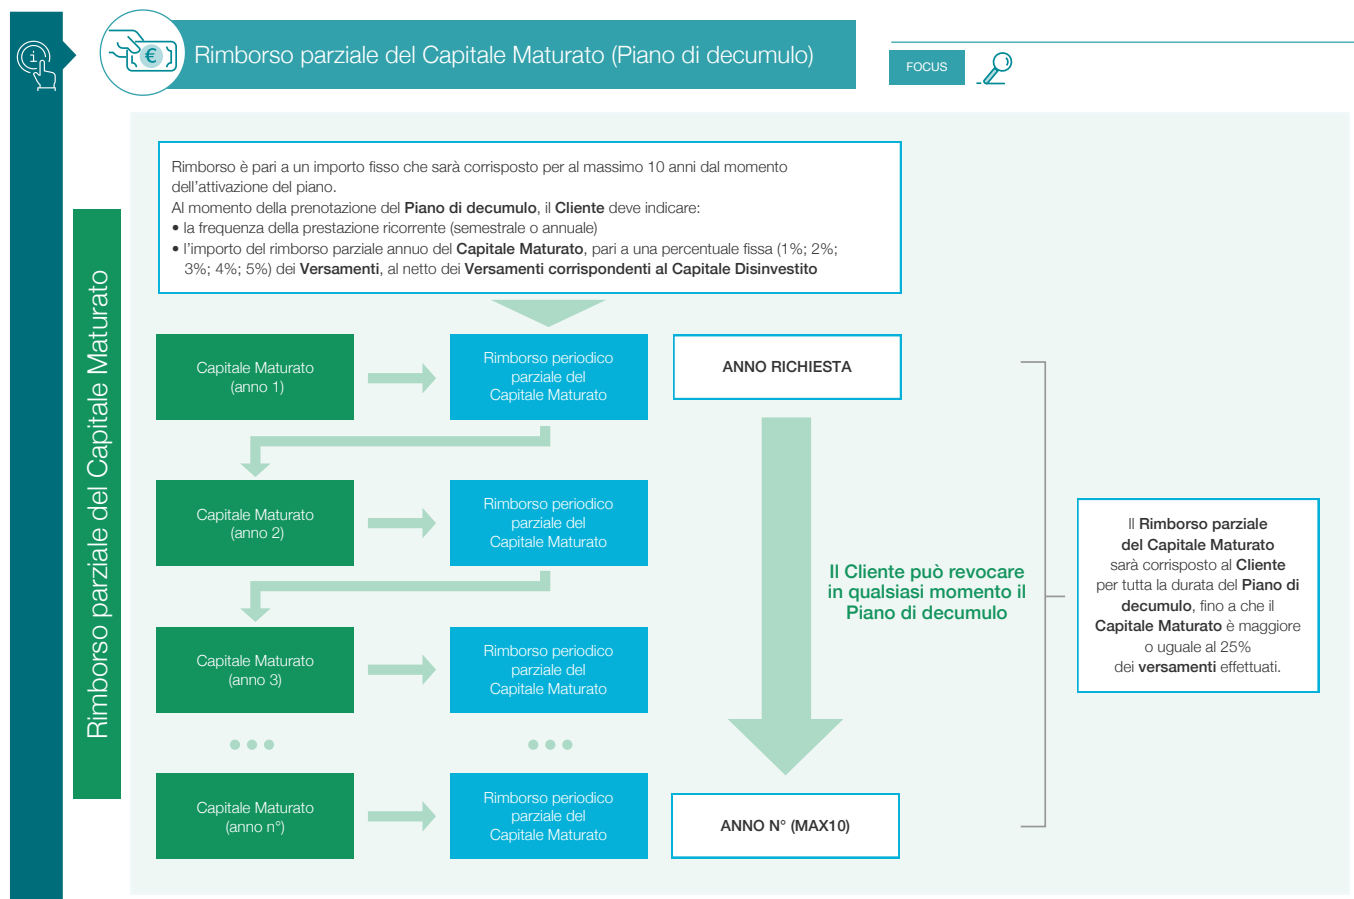 Rimborso parziale del Capitale Maturato (Piano di decumulo)
FOCUS
Rimborso parziale del Capitale Maturato
Rimborso è pari a un importo fisso che sarà corrisposto per al massimo 10 anni dal momento
dell'attivazione del piano.
Al momento della prenotazione del Piano di decumulo, il Cliente deve indicare:
• la frequenza della prestazione ricorrente (semestrale o annuale)
• l'importo del rimborso parziale annuo del Capitale Maturato, pari a una percentuale fissa (1%; 2%;
3%; 4%; 5%) dei Versamenti, al netto dei Versamenti corrispondenti al Capitale Disinvestito
Capitale Maturato
(anno 1)
Rimborso periodico
parziale del
Capitale Maturato
ANNO RICHIESTA
Capitale Maturato
(anno 2)
Rimborso periodico
parziale del
Capitale Maturato
Il Cliente può revocare
in qualsiasi momento il
Piano di decumulo
Il Rimborso parziale
del Capitale Maturato
sarà corrisposto al Cliente
per tutta la durata del Piano di
decumulo, fino a che il
Capitale Maturato è maggiore
o uguale al 25%
dei versamenti effettuati.
Capitale Maturato
(anno 3)
Rimborso periodico
parziale del
Capitale Maturato
Capitale Maturato
(anno n°)
Rimborso periodico
parziale del
Capitale Maturato
ANNO N° (MAX10)